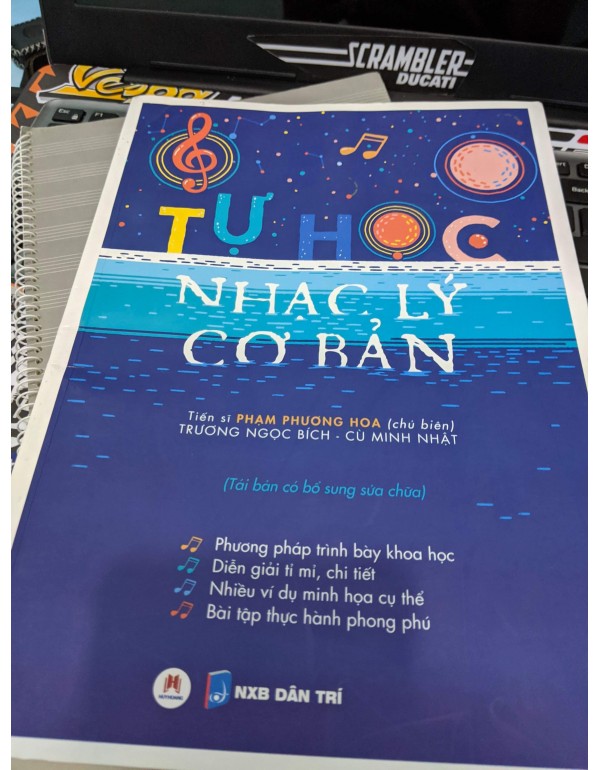 SCRAMBLER
DUCATI
Vespa
TỰ HỌC
NHẠC LÝ
CƠ BẢN
Tiến sĩ PHẠM PHƯƠNG HOA (chủ biên)
TRƯƠNG NGỌC BÍCH - CÙ MINH NHẬT
(Tái bản có bổ sung sửa chữa)
Phương pháp trình bày khoa học
Diễn giải tỉ mỉ, chi tiết
Nhiều ví dụ minh họa cụ thể
Bài tập thực hành phong phú
HUYHOANG
NXB DÂN TRÍ